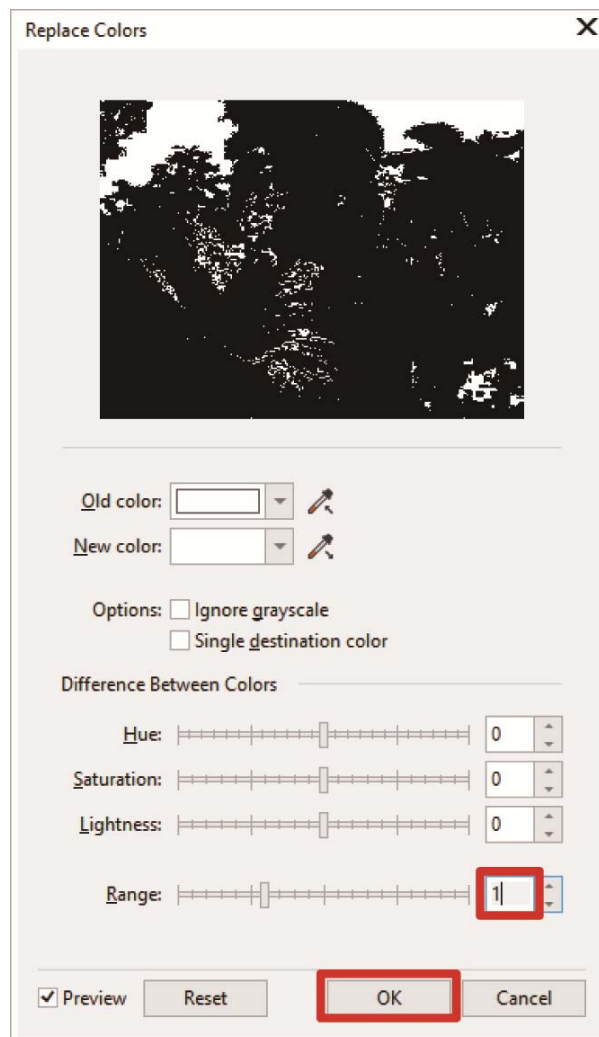 Replace Colors
Old color:
New color:
Options: Ignore grayscale
Single destination color
Difference Between Colors
Hue: 0
Saturation: 0
Lightness: 0
Range: 1
Preview Reset OK Cancel